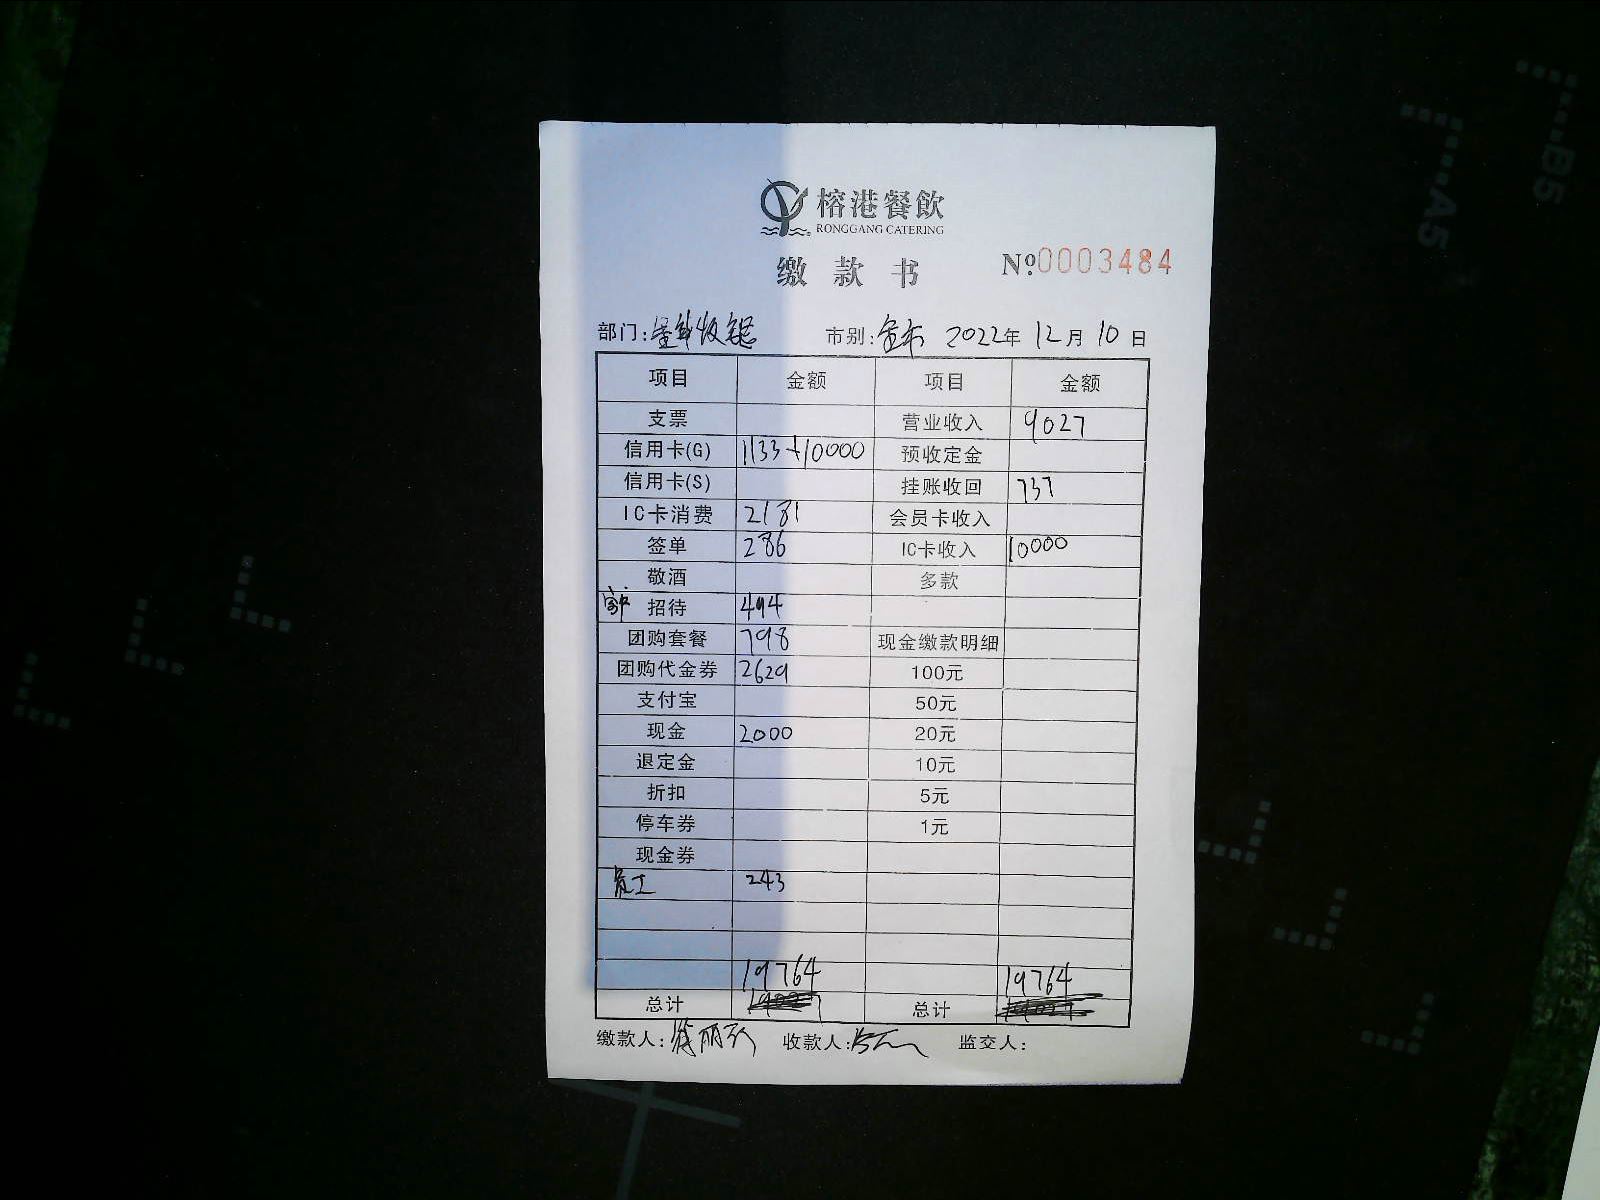 榕港餐飲
RONGGANG CATERING
缴款书
№0003484
部门: 市别: 2022年 12月 10日
项目 金额 项目 金额
支票 营业收入 9027
信用卡(G) 1133+10000 预收定金
信用卡(S) 挂账收回 737
IC卡消费 2181 会员卡收入
签单 286 IC卡收入 10000
敬酒 多款
招待 494
团购套餐 798 现金缴款明细
团购代金券 2629 100元
支付宝 50元
现金 2000 20元
退定金 10元
折扣 5元
停车券 1元
现金券
员工 243
19764 19764
总计 总计
缴款人: 收款人: 监交人:
B5
A5